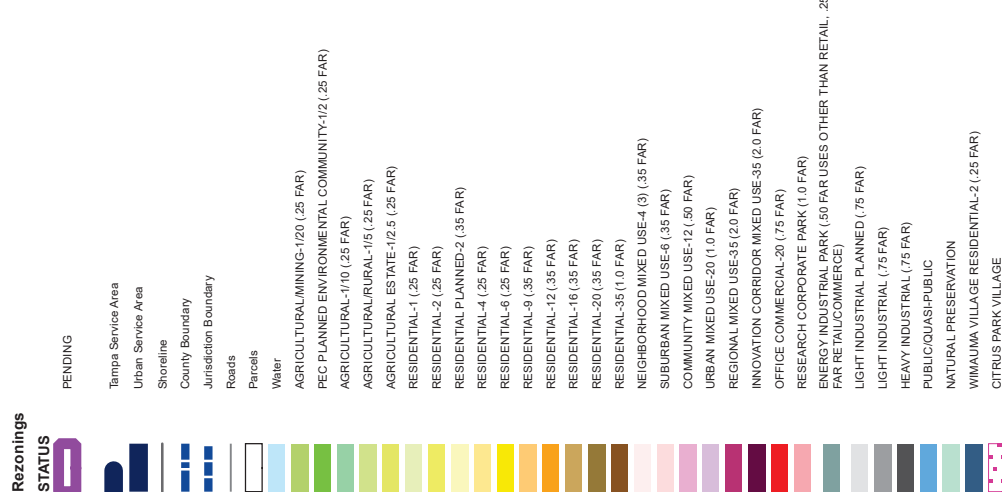 Rezonings
STATUS
PENDING
Tampa Service Area
Urban Service Area
Shoreline
County Boundary
Jurisdiction Boundary
Roads
Parcels
Water
AGRICULTURAL/MINING-1/20 (.25 FAR)
PEC PLANNED ENVIRONMENTAL COMMUNITY-1/2 (.25 FAR)
AGRICULTURAL-1/10 (.25 FAR)
AGRICULTURAL/RURAL-1/5 (.25 FAR)
AGRICULTURAL ESTATE-1/2.5 (.25 FAR)
RESIDENTIAL-1 (.25 FAR)
RESIDENTIAL-2 (.25 FAR)
RESIDENTIAL PLANNED-2 (.35 FAR)
RESIDENTIAL-4 (.25 FAR)
RESIDENTIAL-6 (.25 FAR)
RESIDENTIAL-9 (.35 FAR)
RESIDENTIAL-12 (.35 FAR)
RESIDENTIAL-16 (.35 FAR)
RESIDENTIAL-20 (.35 FAR)
RESIDENTIAL-35 (1.0 FAR)
NEIGHBORHOOD MIXED USE-4 (3) (.35 FAR)
SUBURBAN MIXED USE-6 (.35 FAR)
COMMUNITY MIXED USE-12 (.50 FAR)
URBAN MIXED USE-20 (1.0 FAR)
REGIONAL MIXED USE-35 (2.0 FAR)
INNOVATION CORRIDOR MIXED USE-35 (2.0 FAR)
OFFICE COMMERCIAL-20 (.75 FAR)
RESEARCH CORPORATE PARK (1.0 FAR)
ENERGY INDUSTRIAL PARK (.50 FAR USES OTHER THAN RETAIL, .25
FAR RETAIL/COMMERCE)
LIGHT INDUSTRIAL PLANNED (.75 FAR)
LIGHT INDUSTRIAL (.75 FAR)
HEAVY INDUSTRIAL (.75 FAR)
PUBLIC/QUASI-PUBLIC
NATURAL PRESERVATION
WIMAUMA VILLAGE RESIDENTIAL-2 (.25 FAR)
CITRUS PARK VILLAGE